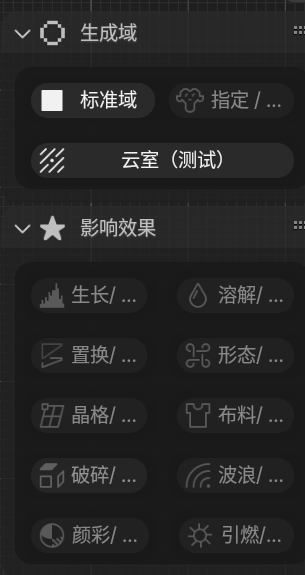 生成域
标准域
指定 / ...
云室（测试）
影响效果
生长/ ...
溶解/ ...
置换/ ...
形态/ ...
晶格/ ...
布料/ ...
破碎/ ...
波浪/ ...
颜彩/ ...
引燃/...